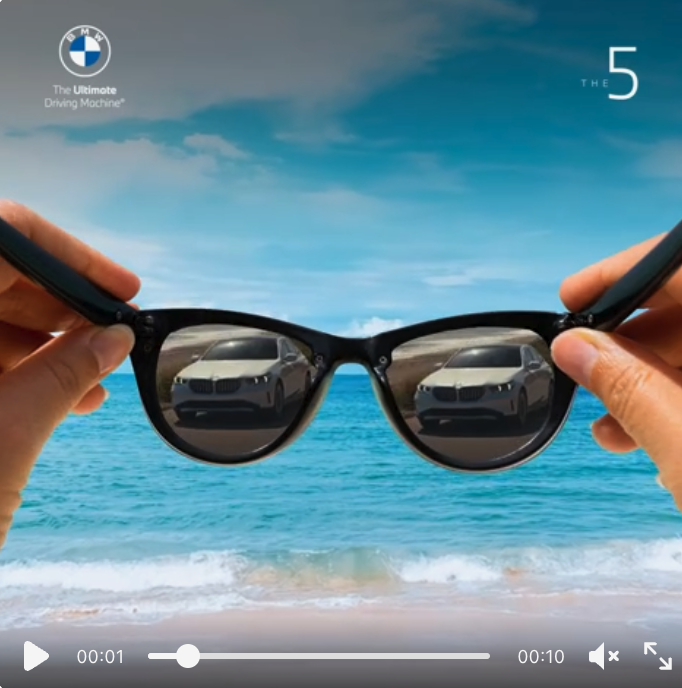 BMW
The Ultimate
Driving Machine®
THE 5
00:01
00:10